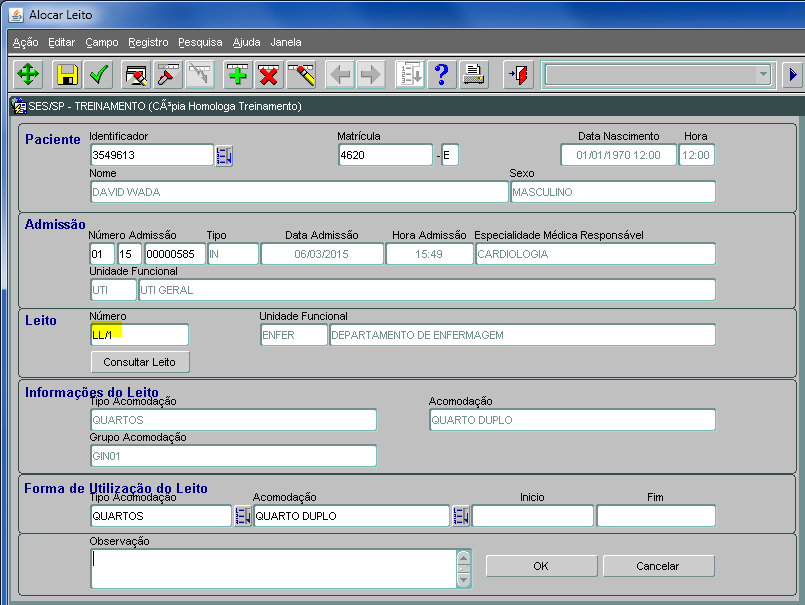 Alocar Leito
Ação Editar Campo Registro Pesquisa Ajuda Janela
SES/SP - TREINAMENTO (CÃ³pia Homologa Treinamento)
Paciente
Identificador Matrícula Data Nascimento Hora
3549613 4620 - E 01/01/1970 12:00 12:00
Nome Sexo
DAVID WADA MASCULINO
Admissão
Número Admissão Tipo Data Admissão Hora Admissão Especialidade Médica Responsável
01 15 00000585 IN 06/03/2015 15:49 CARDIOLOGIA
Unidade Funcional
UTI UTI GERAL
Leito
Número Unidade Funcional
LL/1 ENFER DEPARTAMENTO DE ENFERMAGEM
Consultar Leito
Informações do Leito
Tipo Acomodação Acomodação
QUARTOS QUARTO DUPLO
Grupo Acomodação
GIN01
Forma de Utilização do Leito
Tipo Acomodação Acomodação Inicio Fim
QUARTOS QUARTO DUPLO
Observação
OK Cancelar